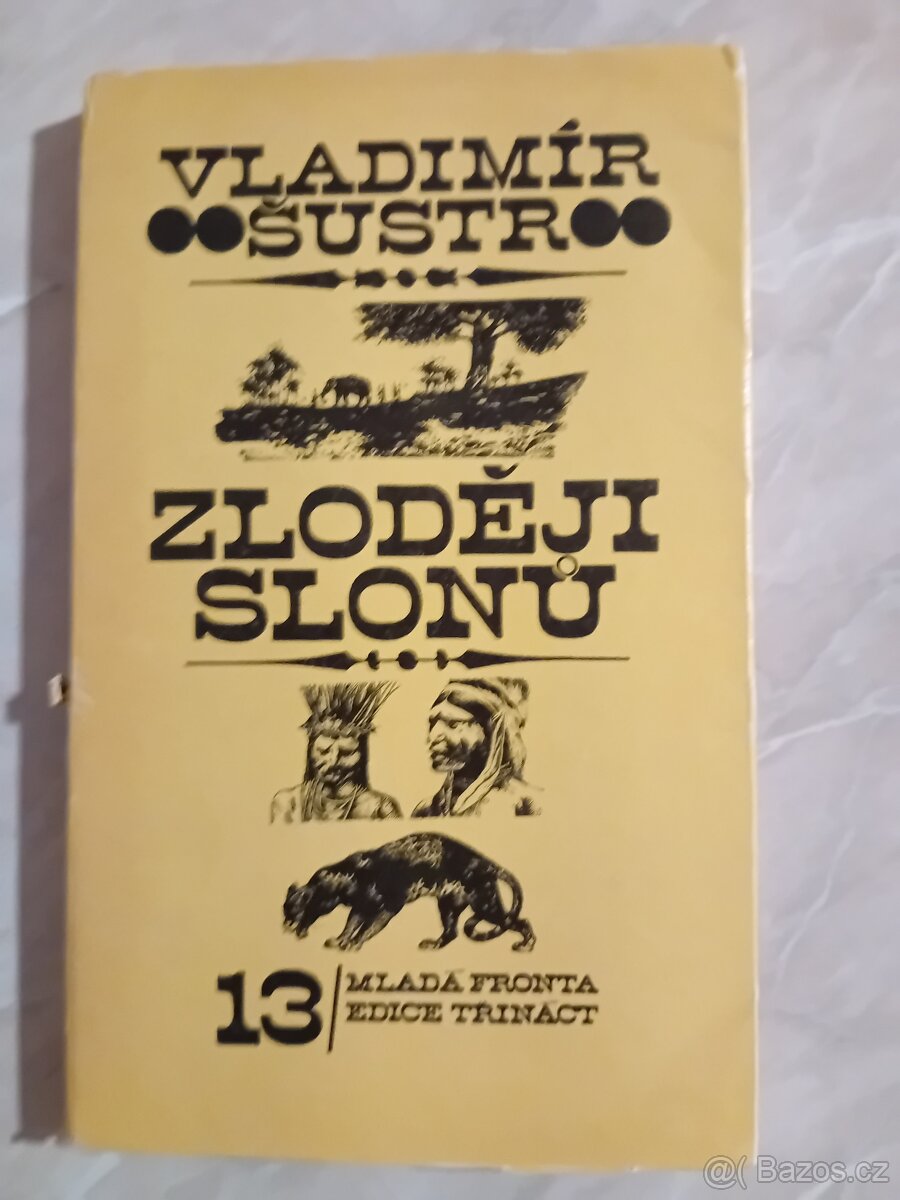 VLADIMÍR
ŠUSTR
ZLODĚJI
SLONŮ
13 MLADÁ FRONTA
EDICE TŘINÁCT
@( Bazos.cz